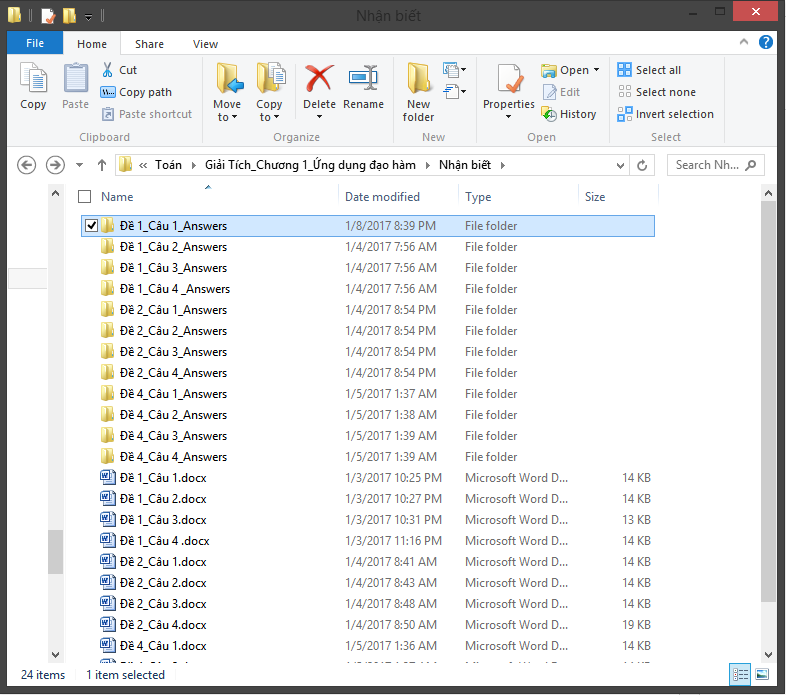 Nhận biết
File Home Share View
Copy Paste Cut Copy path Paste shortcut Move to Copy to Delete Rename New folder Properties Open Edit History Select all Select none Invert selection
Clipboard Organize New Open Select
« Toán Giải Tích_Chương 1_Ứng dụng đạo hàm Nhận biết Search Nh...
Name Date modified Type Size
Đề 1_Câu 1_Answers 1/8/2017 8:39 PM File folder
Đề 1_Câu 2_Answers 1/4/2017 7:56 AM File folder
Đề 1_Câu 3_Answers 1/4/2017 7:56 AM File folder
Đề 1_Câu 4 _Answers 1/4/2017 7:56 AM File folder
Đề 2_Câu 1_Answers 1/4/2017 8:54 PM File folder
Đề 2_Câu 2_Answers 1/4/2017 8:54 PM File folder
Đề 2_Câu 3_Answers 1/4/2017 8:54 PM File folder
Đề 2_Câu 4_Answers 1/4/2017 8:54 PM File folder
Đề 4_Câu 1_Answers 1/5/2017 1:37 AM File folder
Đề 4_Câu 2_Answers 1/5/2017 1:38 AM File folder
Đề 4_Câu 3_Answers 1/5/2017 1:39 AM File folder
Đề 4_Câu 4_Answers 1/5/2017 1:39 AM File folder
Đề 1_Câu 1.docx 1/3/2017 10:25 PM Microsoft Word D... 14 KB
Đề 1_Câu 2.docx 1/3/2017 10:27 PM Microsoft Word D... 14 KB
Đề 1_Câu 3.docx 1/3/2017 10:31 PM Microsoft Word D... 13 KB
Đề 1_Câu 4 .docx 1/3/2017 11:16 PM Microsoft Word D... 14 KB
Đề 2_Câu 1.docx 1/4/2017 8:41 AM Microsoft Word D... 14 KB
Đề 2_Câu 2.docx 1/4/2017 8:43 AM Microsoft Word D... 14 KB
Đề 2_Câu 3.docx 1/4/2017 8:48 AM Microsoft Word D... 14 KB
Đề 2_Câu 4.docx 1/4/2017 8:50 AM Microsoft Word D... 19 KB
Đề 4_Câu 1.docx 1/5/2017 1:36 AM Microsoft Word D... 14 KB
24 items 1 item selected